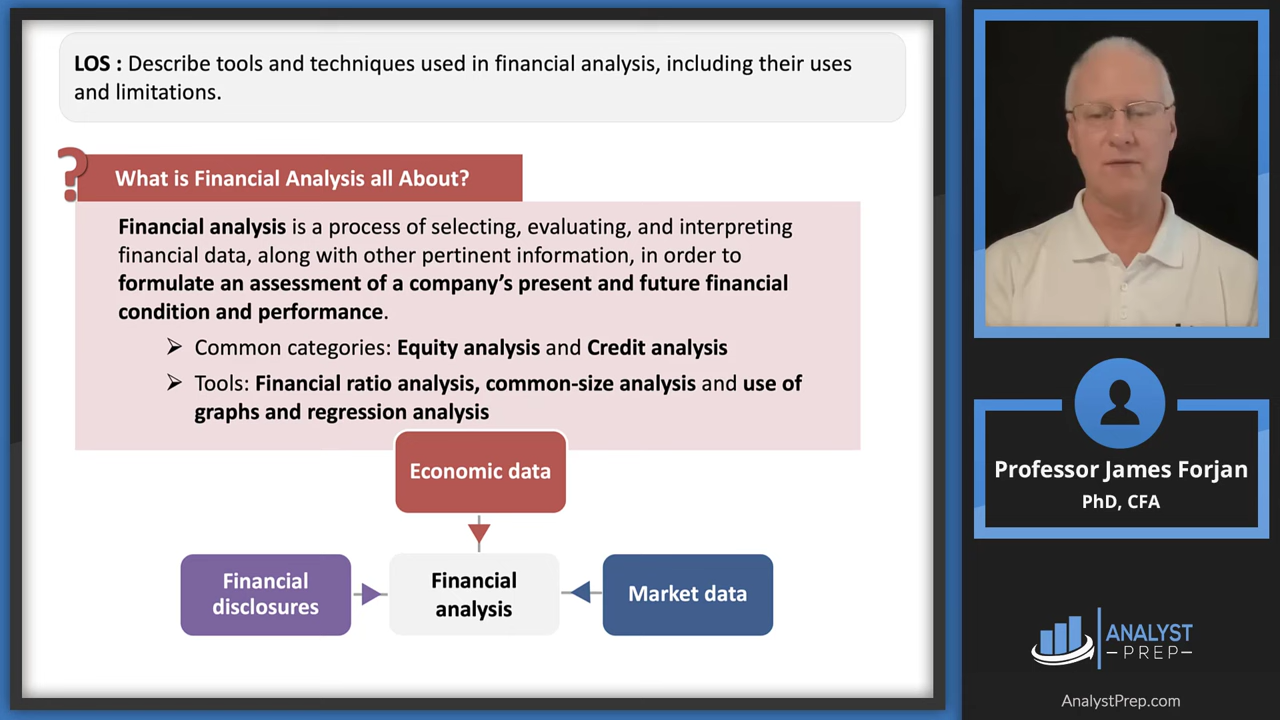 LOS : Describe tools and techniques used in financial analysis, including their uses
and limitations.
?
What is Financial Analysis all About?
Financial analysis is a process of selecting, evaluating, and interpreting
financial data, along with other pertinent information, in order to
formulate an assessment of a company’s present and future financial
condition and performance.
Common categories: Equity analysis and Credit analysis
Tools: Financial ratio analysis, common-size analysis and use of
graphs and regression analysis
Economic data
Financial
disclosures
Financial
analysis
Market data
Professor James Forjan
PhD, CFA
ANALYST
PREP
AnalystPrep.com